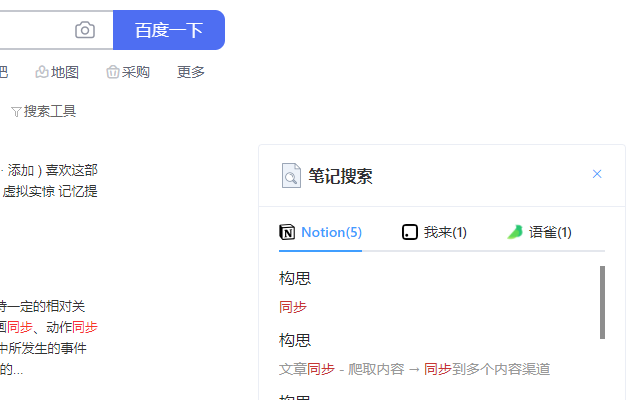 百度一下
吧 地图 采购 更多
搜索工具
· 添加 ) 喜欢这部
虚拟实惊 记忆提
持一定的相对关
画同步、动作同步
中所发生的事件
的...
笔记搜索
×
Notion(5) 我来(1) 语雀(1)
构思
同步
构思
文章同步 - 爬取内容 → 同步到多个内容渠道
构思